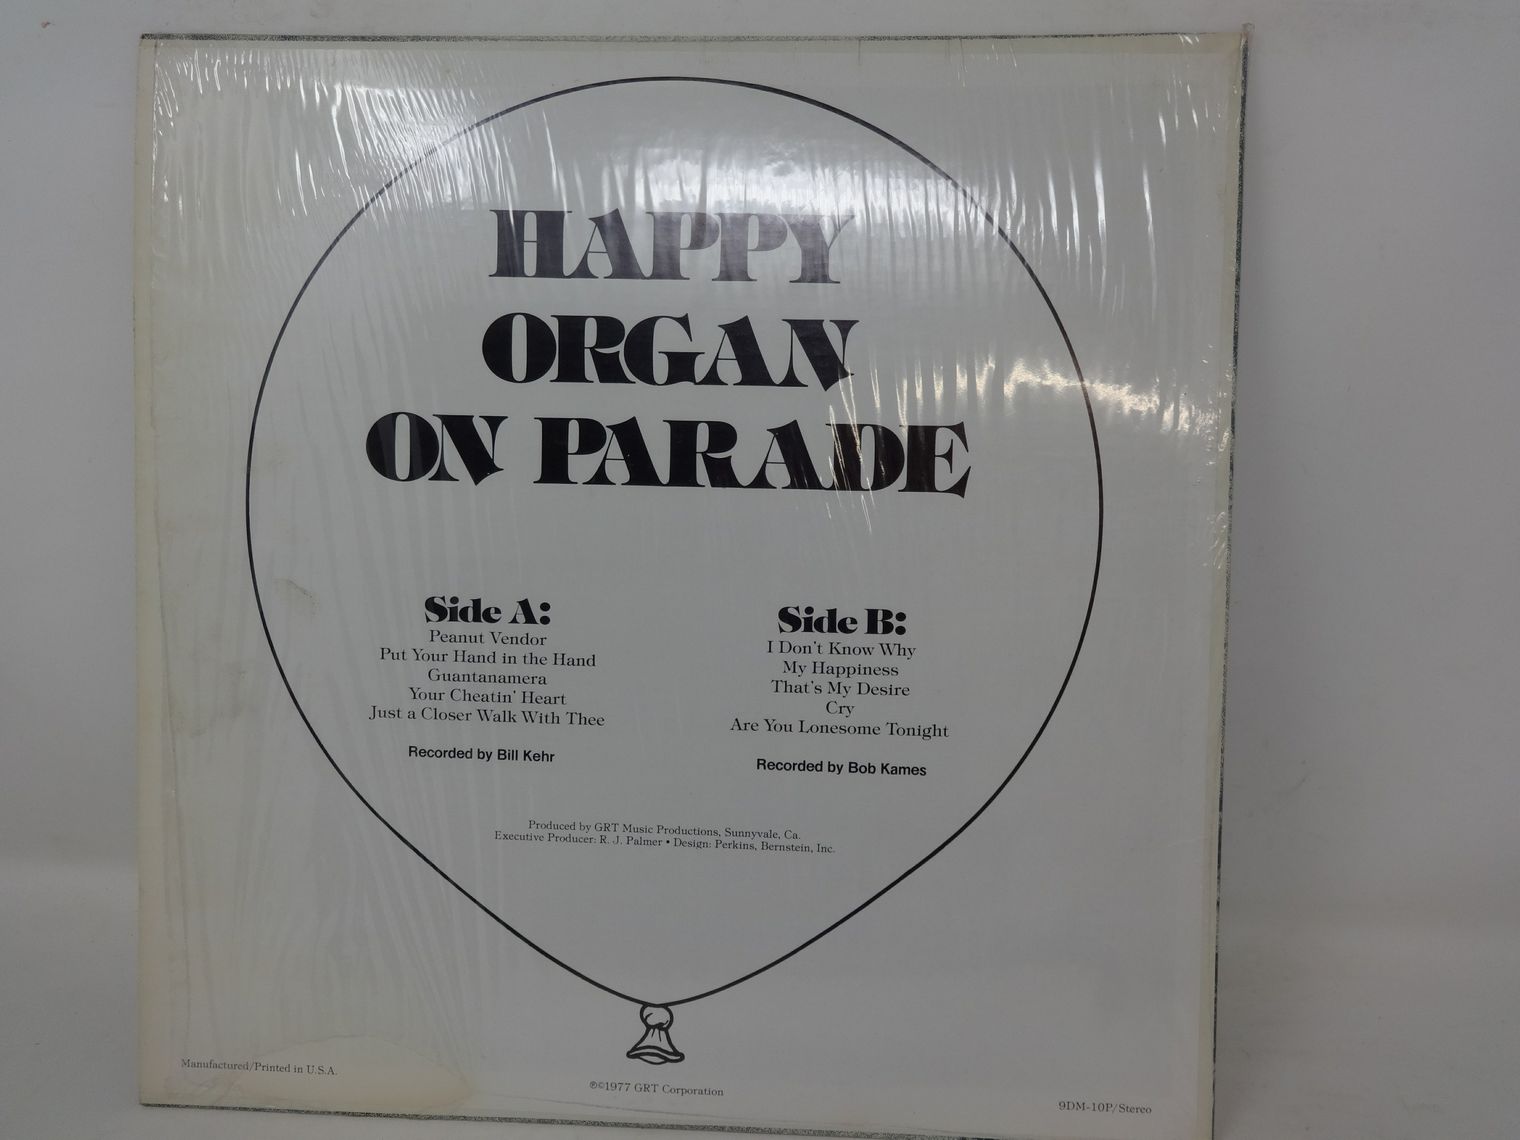 HAPPY
ORGAN
ON PARADE
Side A:
Peanut Vendor
Put Your Hand in the Hand
Guantanamera
Your Cheatin' Heart
Just a Closer Walk With Thee
Recorded by Bill Kehr
Side B:
I Don't Know Why
My Happiness
That's My Desire
Cry
Are You Lonesome Tonight
Recorded by Bob Kames
Produced by GRT Music Productions, Sunnyvale, Ca.
Executive Producer: R. J. Palmer • Design: Perkins, Bernstein, Inc.
Manufactured/Printed in U.S.A.
℗©1977 GRT Corporation
9DM-10P/Stereo